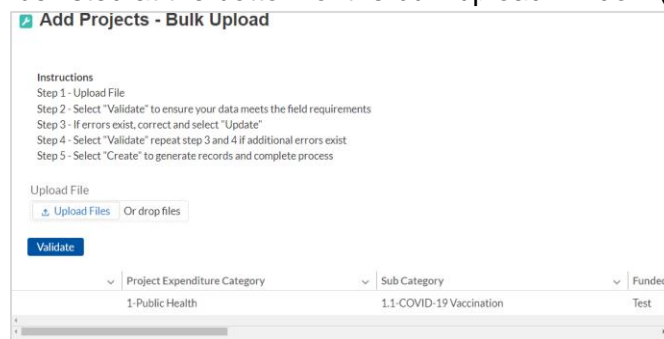 Add Projects - Bulk Upload
Instructions
Step 1 - Upload File
Step 2 - Select "Validate" to ensure your data meets the field requirements
Step 3 - If errors exist, correct and select "Update"
Step 4 - Select "Validate" repeat step 3 and 4 if additional errors exist
Step 5 - Select "Create" to generate records and complete process
Upload File
Upload Files Or drop files
Validate
Project Expenditure Category Sub Category Funded
1-Public Health 1.1-COVID-19 Vaccination Test